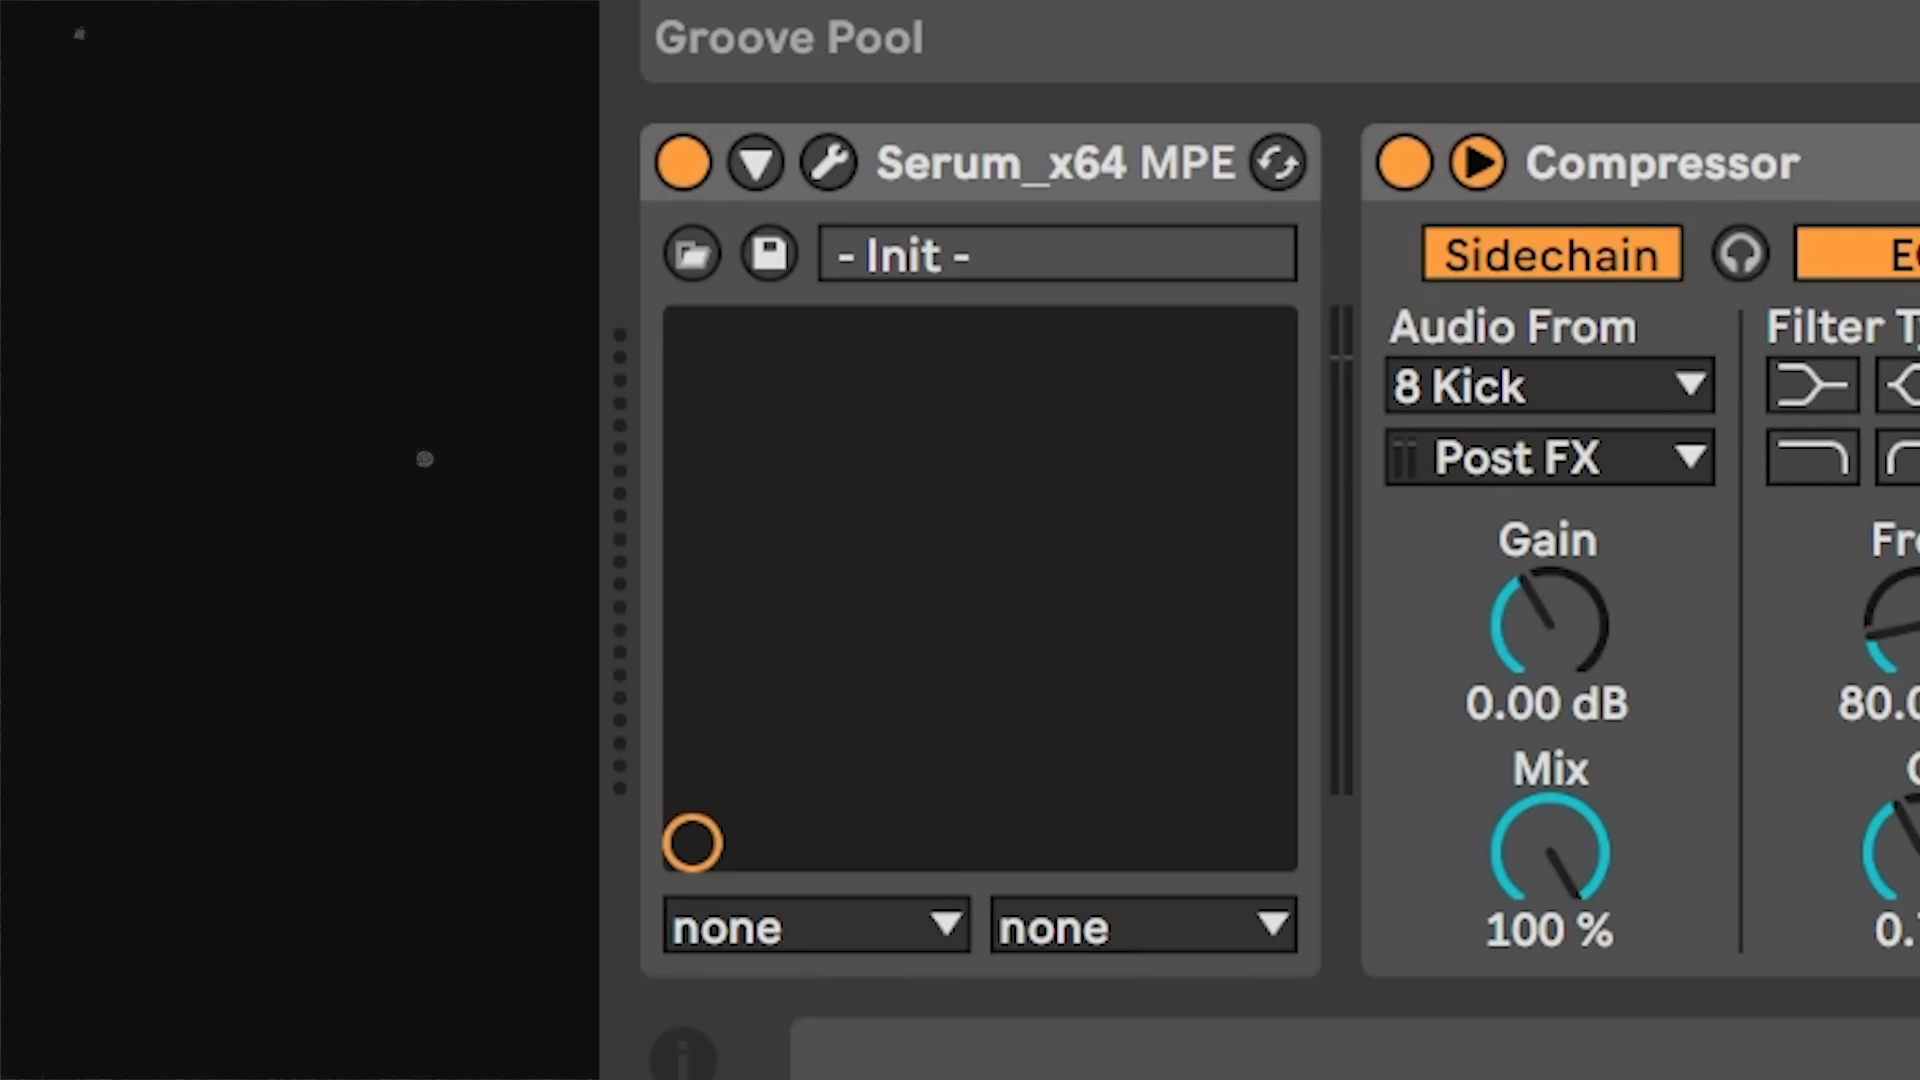 Groove Pool
Serum_x64 MPE
- Init -
none
none
Compressor
Sidechain
Audio From
8 Kick
Post FX
Gain
0.00 dB
Mix
100 %
Filter